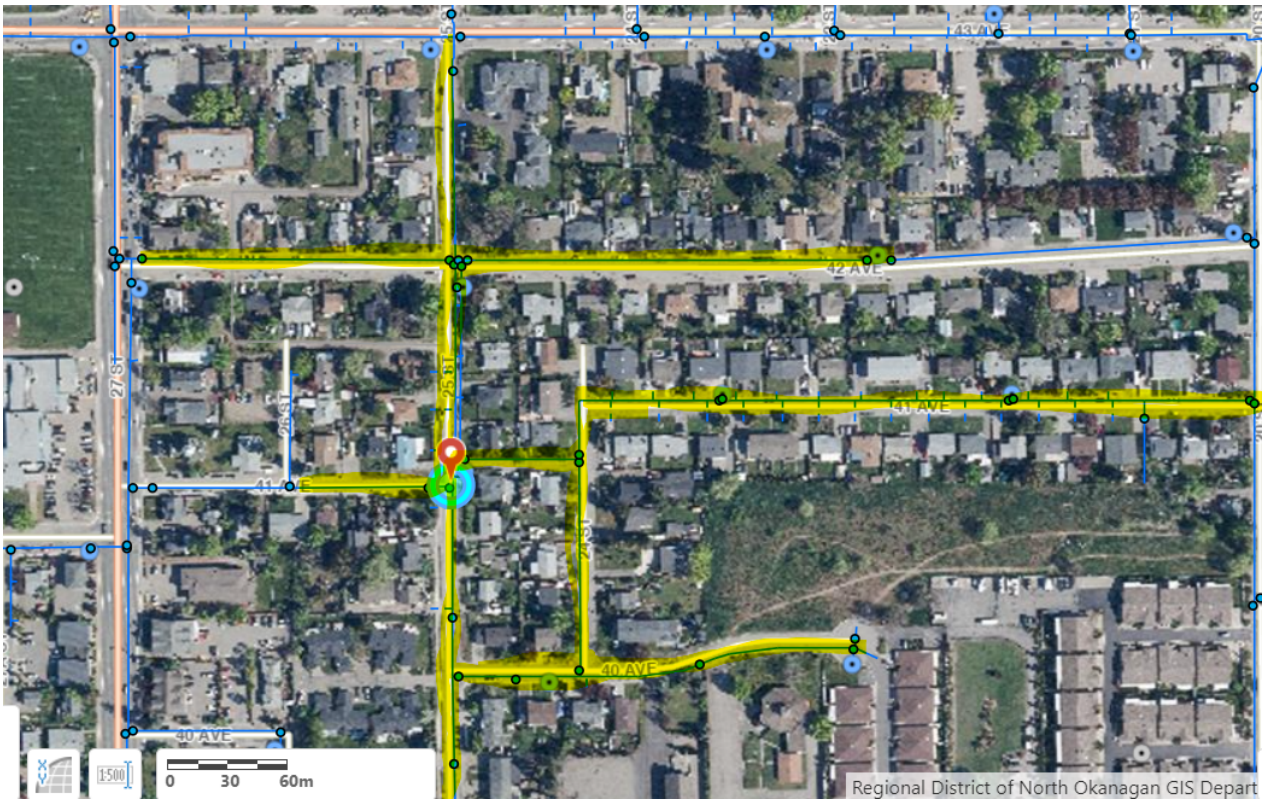 43 AVE
42 AVE
27 ST
25 ST
26 ST
41 AVE
41 AVE
24 ST
40 AVE
40 AVE
X Y
1:500
0 30 60m
Regional District of North Okanagan GIS Depart